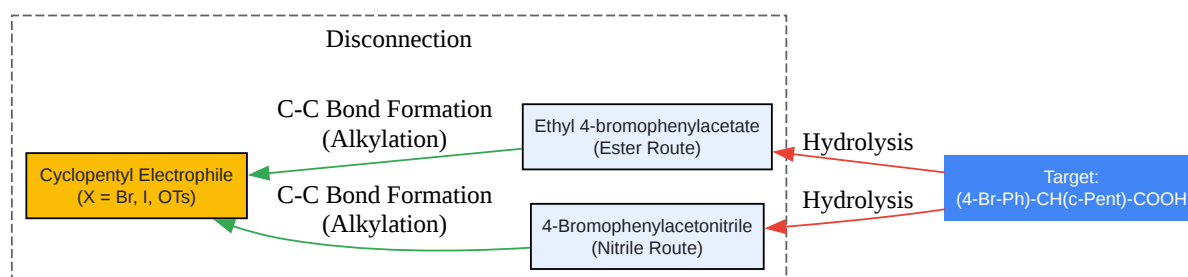 Disconnection
C-C Bond Formation
(Alkylation)
Ethyl 4-bromophenylacetate
(Ester Route)
Hydrolysis
Cyclopentyl Electrophile
(X = Br, I, OTs)
C-C Bond Formation
(Alkylation)
4-Bromophenylacetonitrile
(Nitrile Route)
Hydrolysis
Target:
(4-Br-Ph)-CH(c-Pent)-COOH